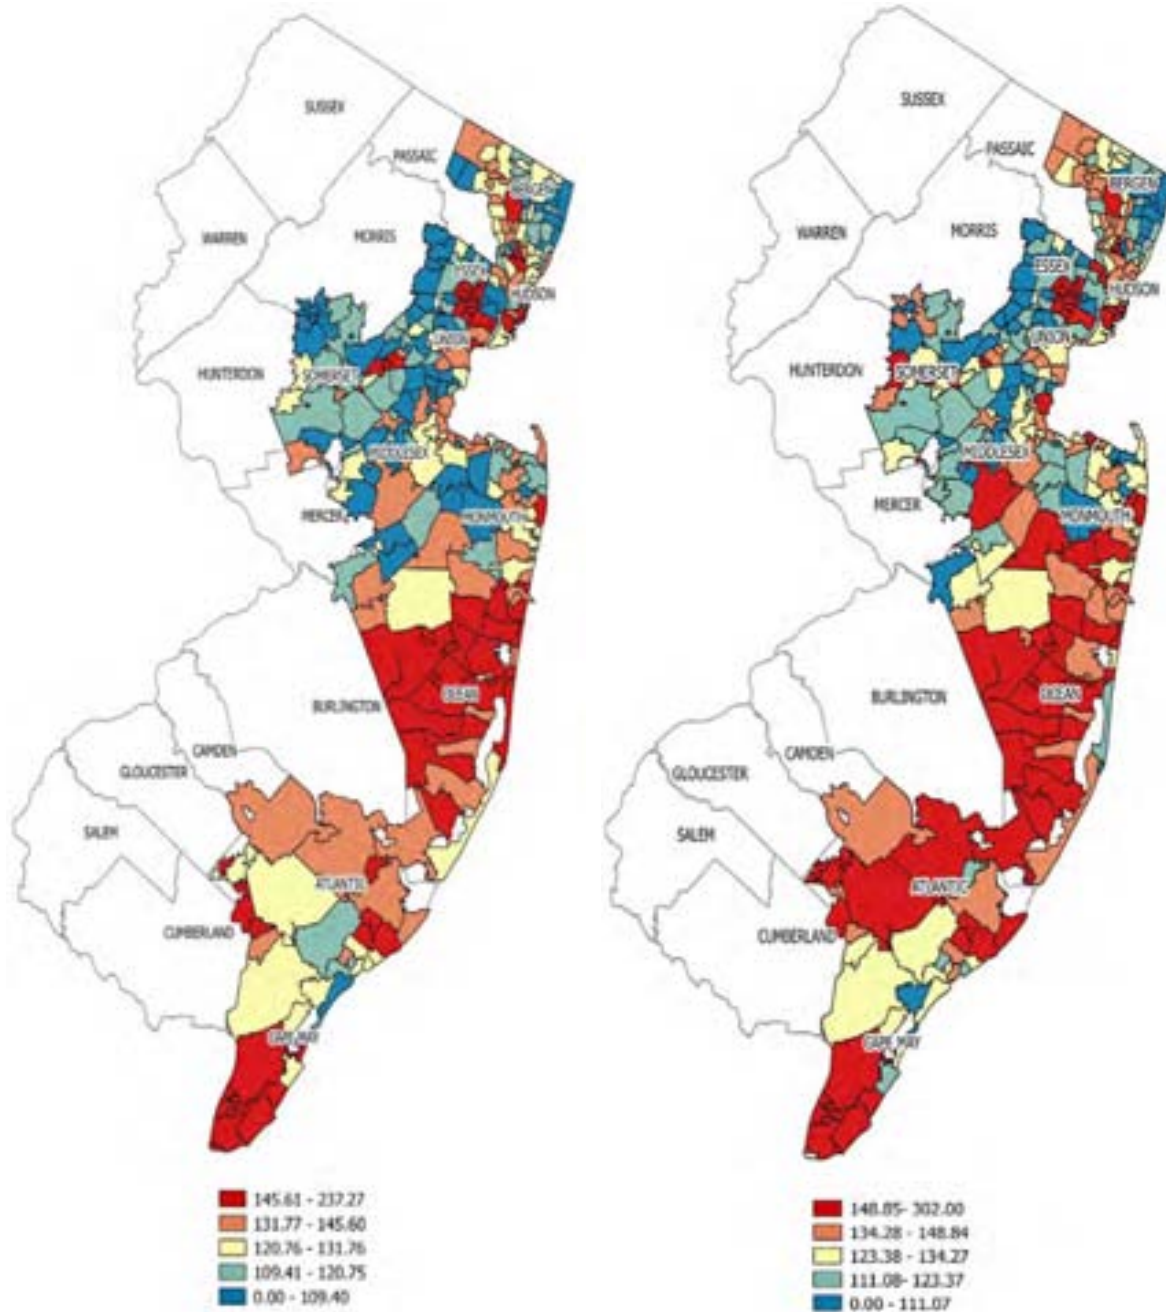 SUSSEX
PASSAIC
BERGEN
WARREN
MORRIS
ESSEX
HUDSON
UNION
HUNTERDON
SOMERSET
MIDDLESEX
MERCER
MONMOUTH
OCEAN
BURLINGTON
CAMDEN
GLOUCESTER
SALEM
ATLANTIC
CUMBERLAND
CAPE MAY
145.61 - 237.27
131.77 - 145.60
120.76 - 131.76
109.41 - 120.75
0.00 - 109.40
SUSSEX
PASSAIC
BERGEN
WARREN
MORRIS
ESSEX
HUDSON
UNION
HUNTERDON
SOMERSET
MIDDLESEX
MERCER
MONMOUTH
OCEAN
BURLINGTON
CAMDEN
GLOUCESTER
SALEM
ATLANTIC
CUMBERLAND
CAPE MAY
148.85- 302.00
134.28 - 148.84
123.38 - 134.27
111.08- 123.37
0.00 - 111.07